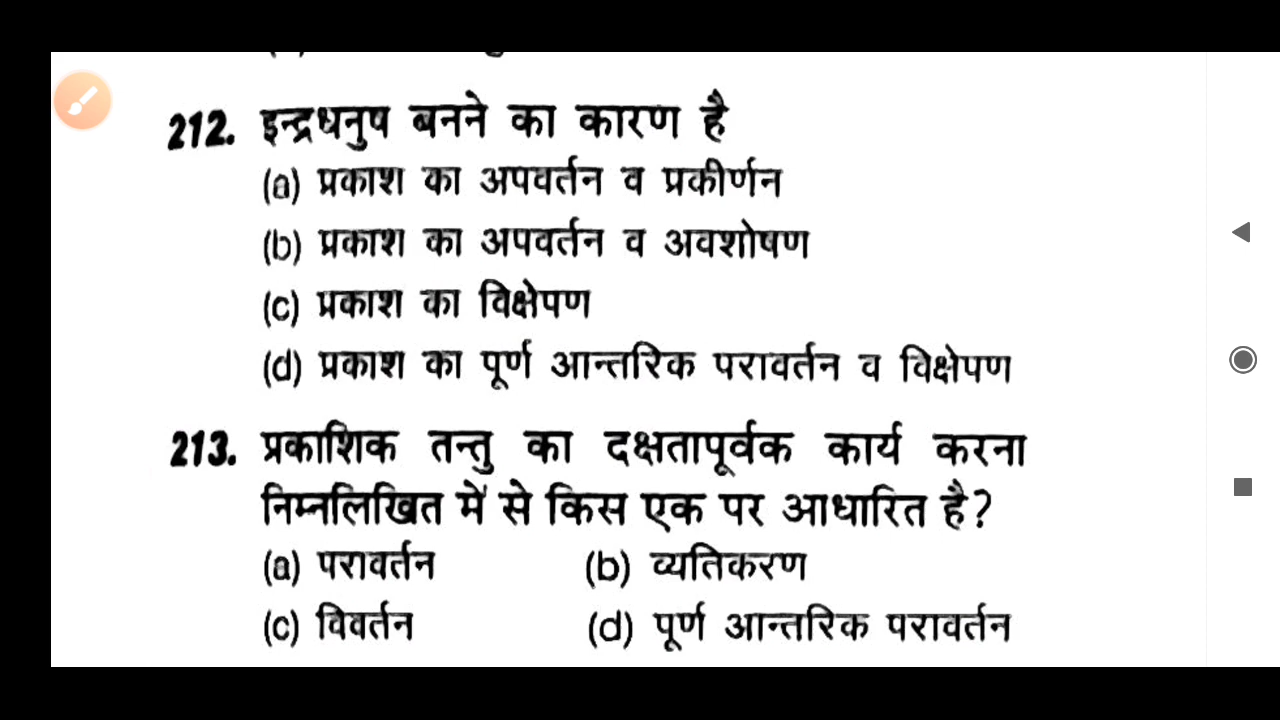 212. इन्द्रधनुष बनने का कारण है
(a) प्रकाश का अपवर्तन व प्रकीर्णन
(b) प्रकाश का अपवर्तन व अवशोषण
(c) प्रकाश का विक्षेपण
(d) प्रकाश का पूर्ण आन्तरिक परावर्तन व विक्षेपण
213. प्रकाशिक तन्तु का दक्षतापूर्वक कार्य करना
निम्नलिखित में से किस एक पर आधारित है?
(a) परावर्तन (b) व्यतिकरण
(c) विवर्तन (d) पूर्ण आन्तरिक परावर्तन